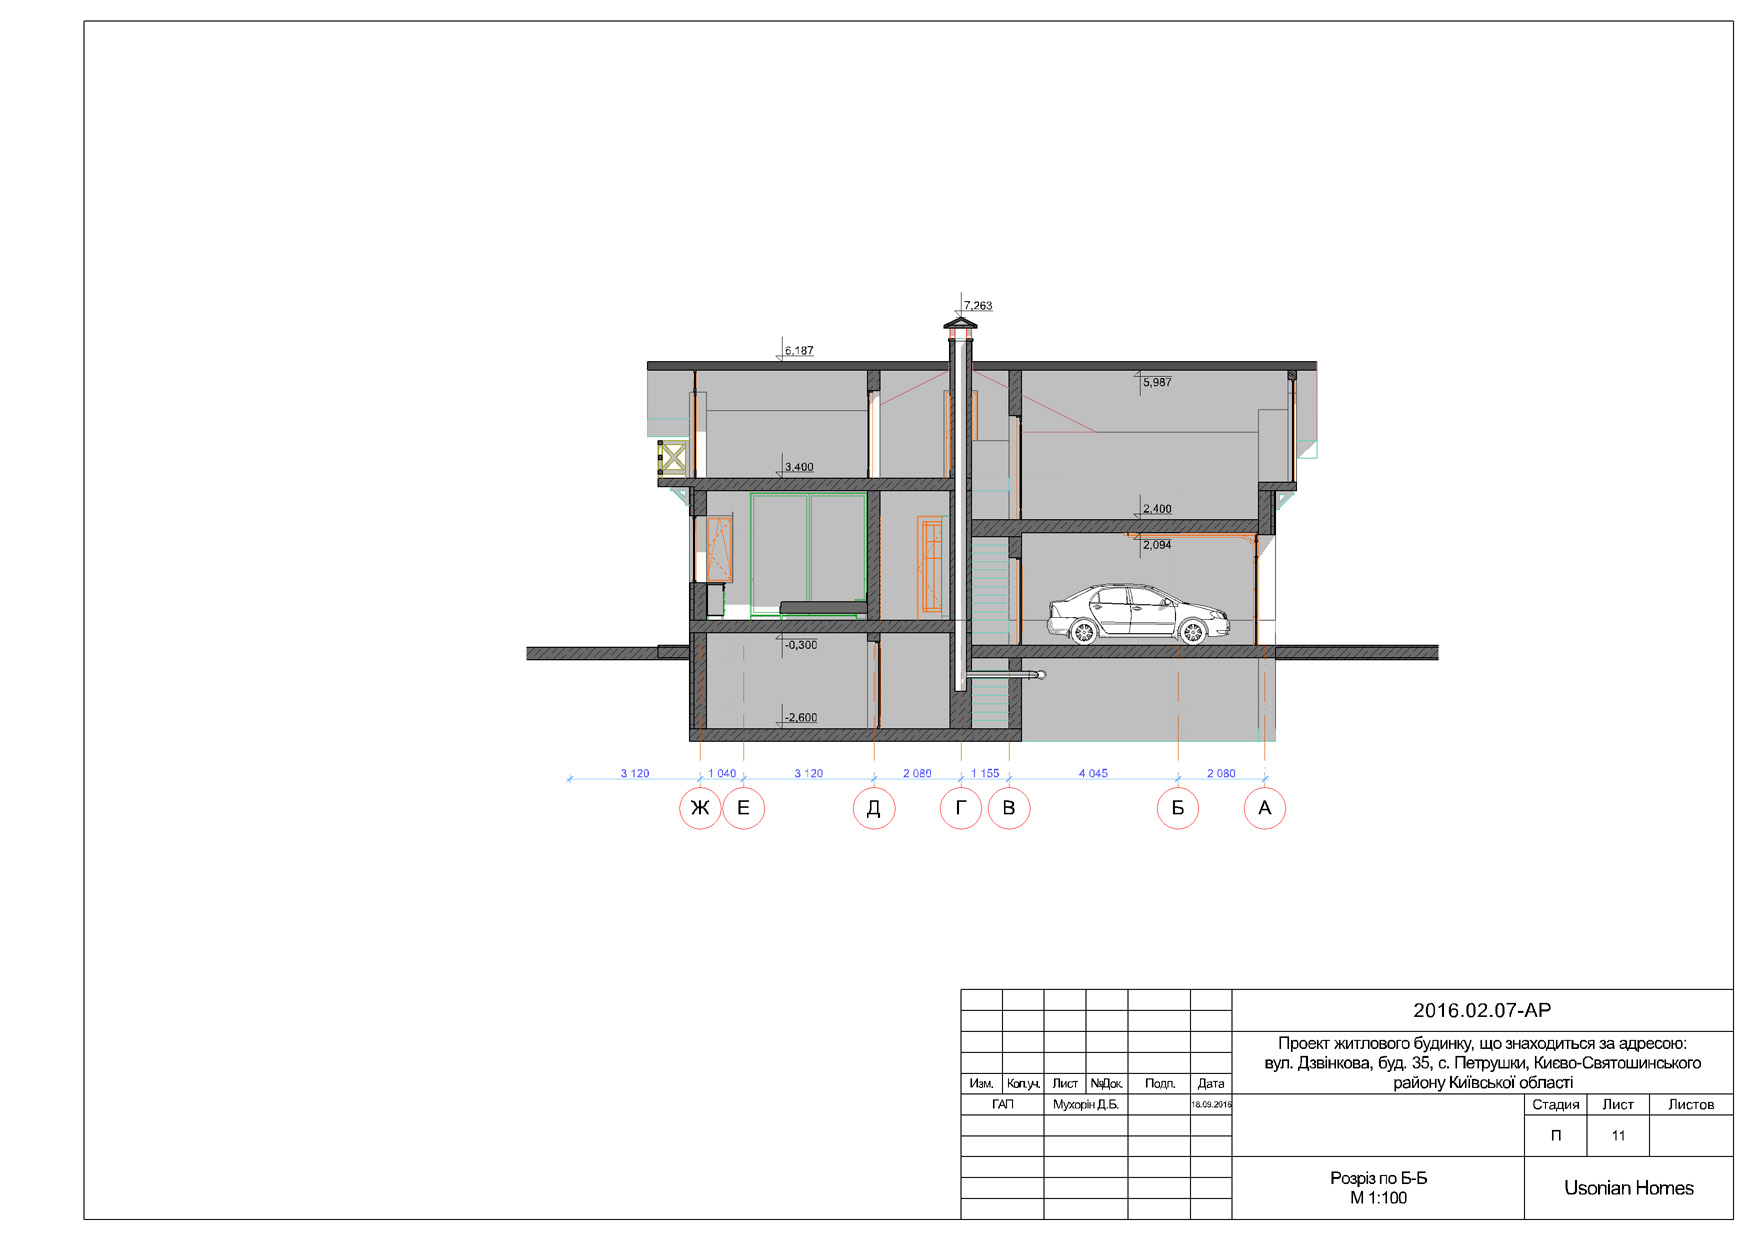 7,263
6,187
5,987
3,400
2,400
2,094
-0,300
-2,600
3 120 1 040 3 120 2 080 1 155 4 045 2 080
Ж Е Д Г В Б А
2016.02.07-АР
Проект житлового будинку, що знаходиться за адресою:
вул. Дзвінкова, буд. 35, с. Петрушки, Києво-Святошинського
району Київської області
Изм. Кол.уч. Лист №Док. Подп. Дата
ГАП Мухорін Д.Б. 18.09.2016
Стадия Лист Листов
П 11
Розріз по Б-Б
М 1:100
Usonian Homes